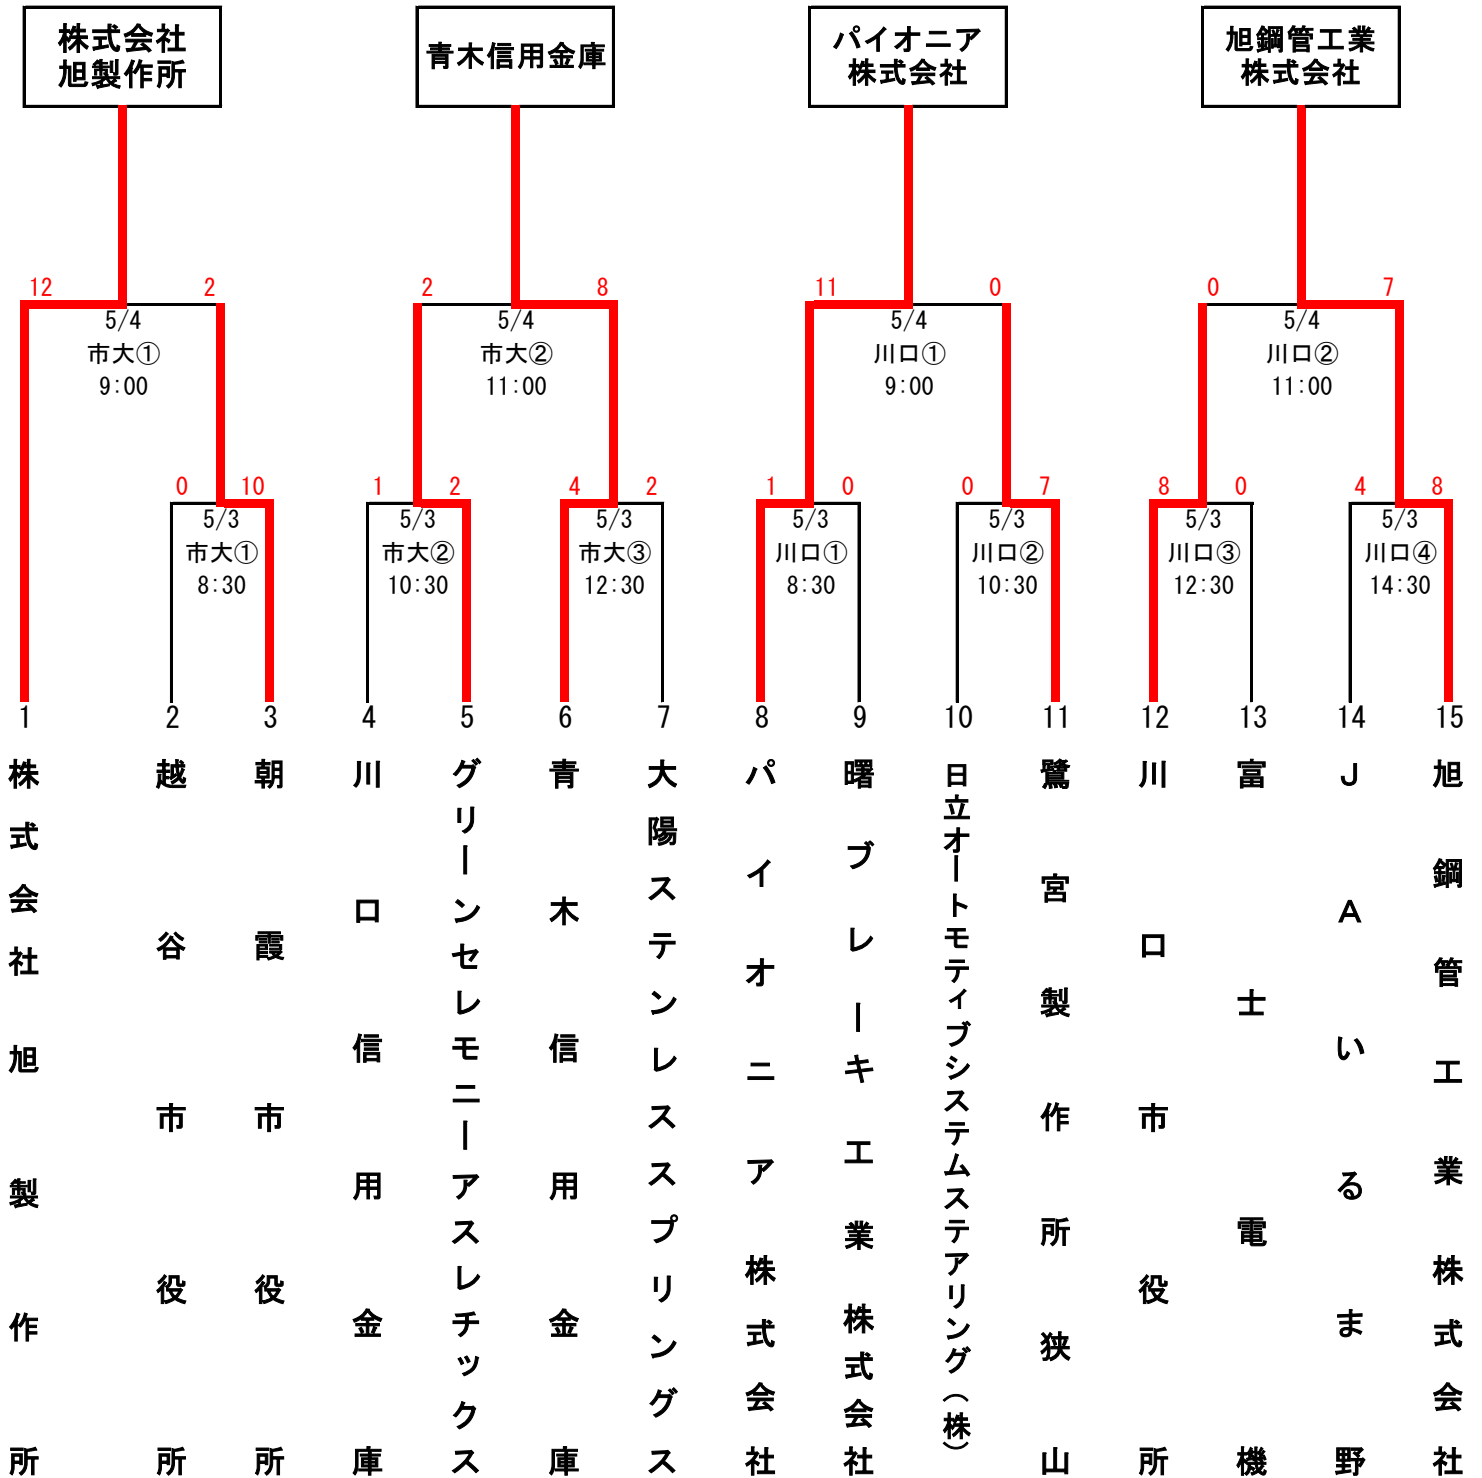 株式会社
旭製作所
青木信用金庫
パイオニア
株式会社
旭鋼管工業
株式会社
12 2
5/4
市大①
9:00
2 8
5/4
市大②
11:00
11 0
5/4
川口①
9:00
0 7
5/4
川口②
11:00
0 10
5/3
市大①
8:30
1 2
5/3
市大②
10:30
4 2
5/3
市大③
12:30
1 0
5/3
川口①
8:30
0 7
5/3
川口②
10:30
8 0
5/3
川口③
12:30
4 8
5/3
川口④
14:30
1
株式会社旭製作所
2
越谷市役所
3
朝霞市役所
4
川口信用金庫
5
グリーンセレモニーアスレチックス
6
青木信用金庫
7
大陽ステンレススプリングス
8
パイオニア株式会社
9
曙ブレーキ工業株式会社
10
日立オートモティブシステムステアリング(株)
11
鷺宮製作所狭山
12
川口市役所
13
富士電機
14
JAいるま野
15
旭鋼管工業株式会社